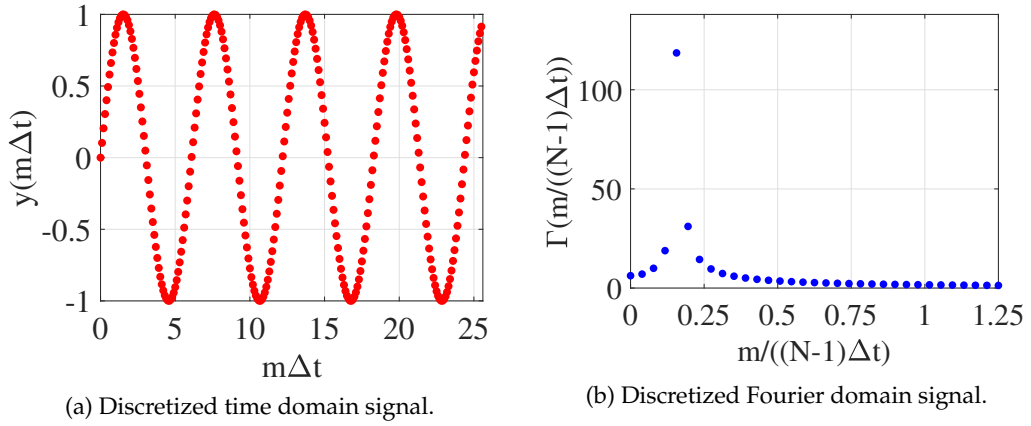 1
0.5
0
-0.5
-1
y(mΔt)
0 5 10 15 20 25
mΔt
(a) Discretized time domain signal.
100
50
0
Γ(m/((N-1)Δt))
0 0.25 0.5 0.75 1 1.25
m/((N-1)Δt)
(b) Discretized Fourier domain signal.